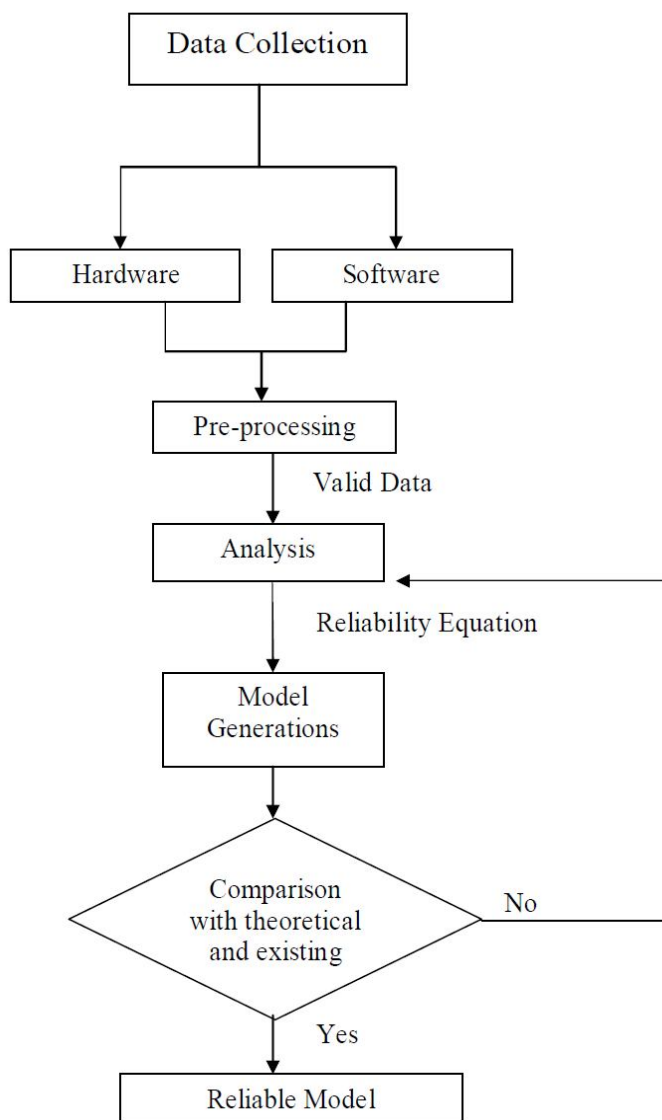 Data Collection
Hardware
Software
Pre-processing
Valid Data
Analysis
Reliability Equation
Model
Generations
Comparison
with theoretical
and existing
No
Yes
Reliable Model